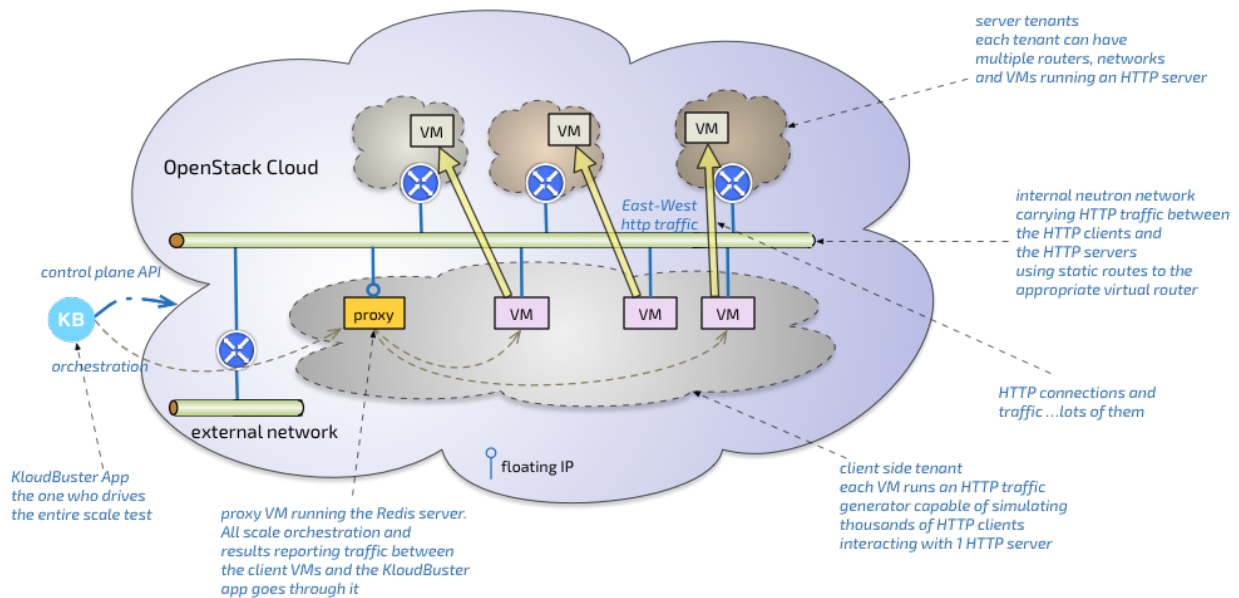 server tenants
each tenant can have
multiple routers, networks
and VMs running an HTTP server
VM
VM
VM
OpenStack Cloud
East-West
http traffic
internal neutron network
carrying HTTP traffic between
the HTTP clients and
the HTTP servers
using static routes to the
appropriate virtual router
control plane API
KB
proxy
VM
VM
VM
orchestration
external network
HTTP connections and
traffic ...lots of them
floating IP
KloudBuster App
the one who drives
the entire scale test
proxy VM running the Redis server.
All scale orchestration and
results reporting traffic between
the client VMs and the KloudBuster
app goes through it
client side tenant
each VM runs an HTTP traffic
generator capable of simulating
thousands of HTTP clients
interacting with 1 HTTP server